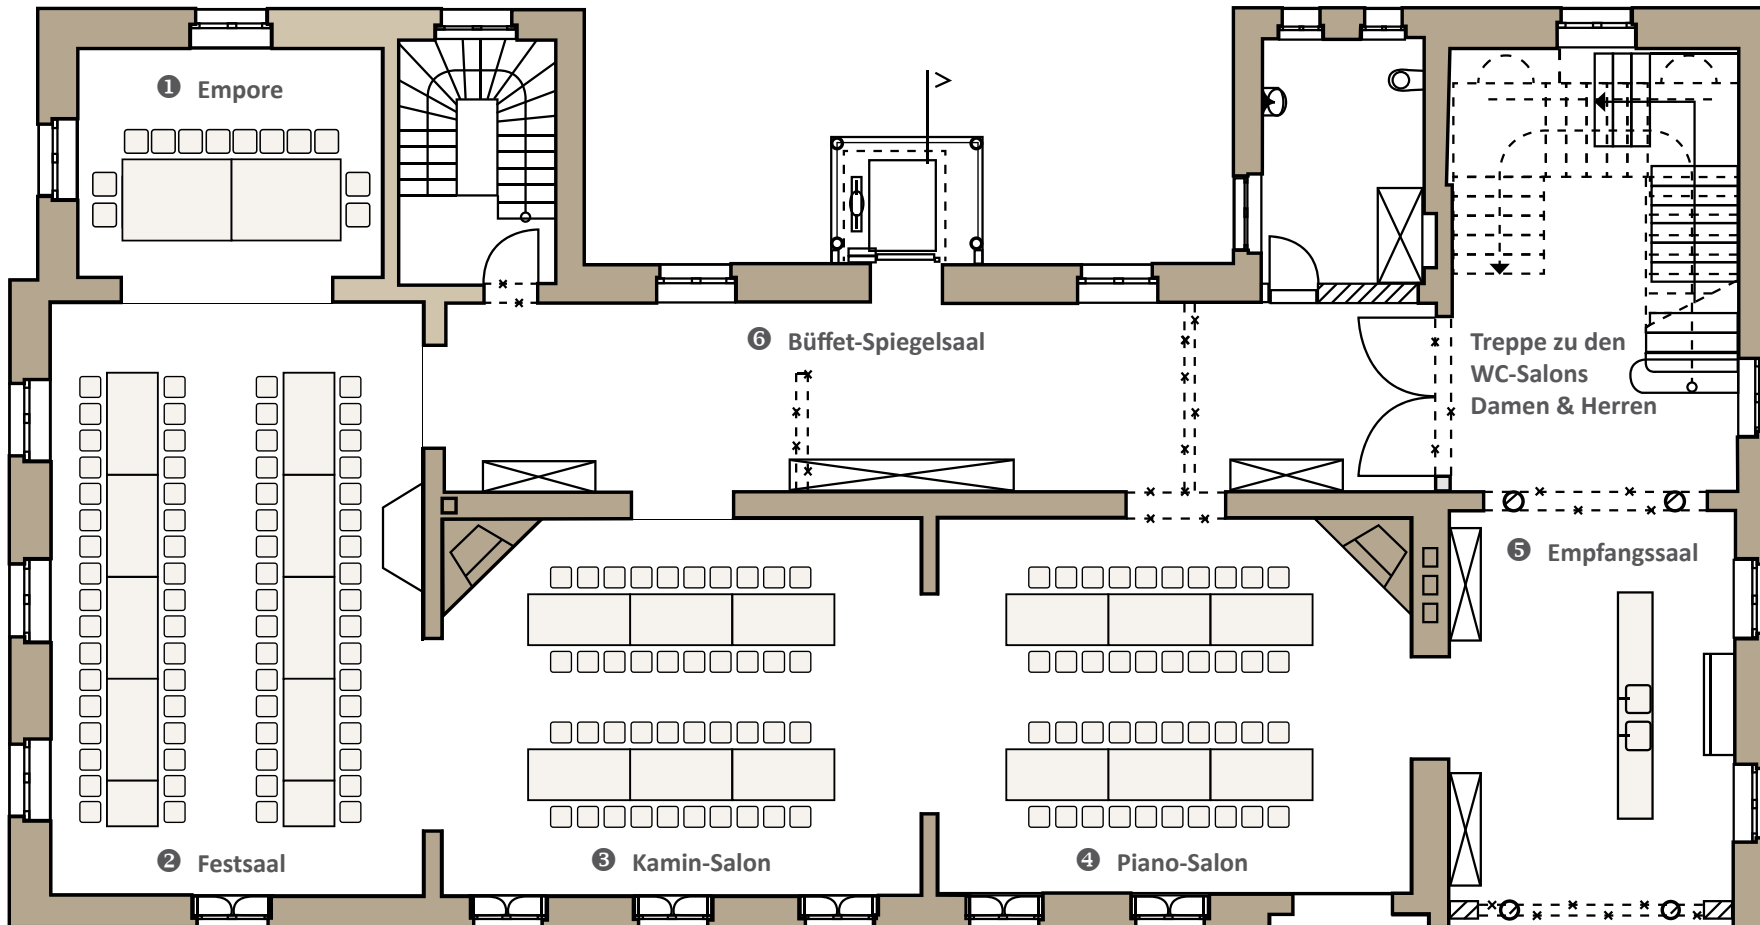 ❶ Empore
❻ Büffet-Spiegelsaal
Treppe zu den
WC-Salons
Damen & Herren
❺ Empfangssaal
❷ Festsaal
❸ Kamin-Salon
❹ Piano-Salon